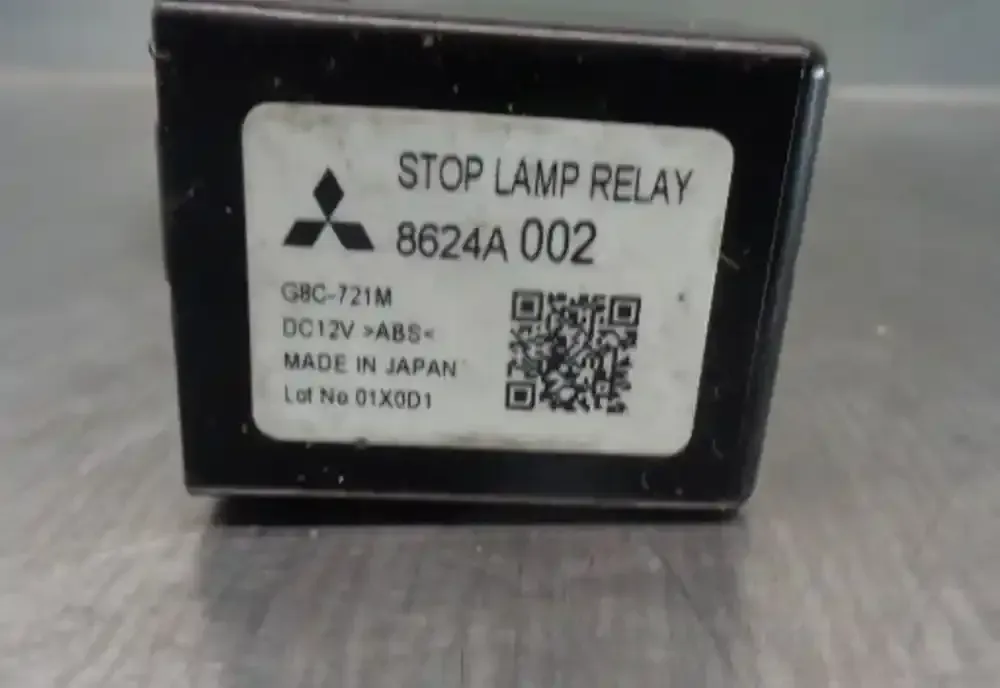 STOP LAMP RELAY
8624A 002
G8C-721M
DC12V >ABS<
MADE IN JAPAN
Lot No 01X0D1